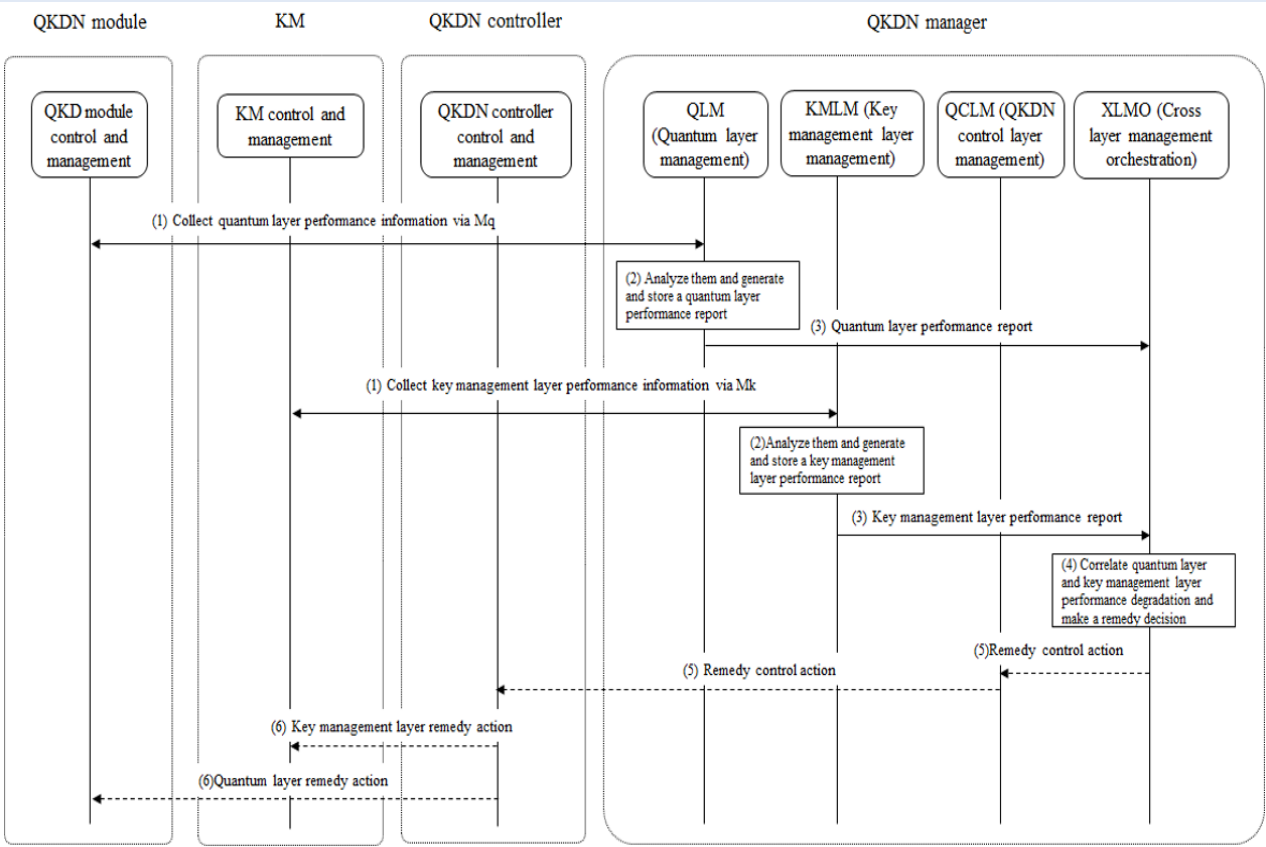 QKDN module
KM
QKDN controller
QKDN manager
QKD module
control and
management
KM control and
management
QKDN controller
control and
management
QLM
(Quantum layer
management)
KMLM (Key
management layer
management)
QCLM (QKDN
control layer
management)
XLMO (Cross
layer management
orchestration)
(1) Collect quantum layer performance information via Mq
(2) Analyze them and generate
and store a quantum layer
performance report
(3) Quantum layer performance report
(1) Collect key management layer performance information via Mk
(2)Analyze them and generate
and store a key management
layer performance report
(3) Key management layer performance report
(4) Correlate quantum layer
and key management layer
performance degradation and
make a remedy decision
(5)Remedy control action
(5) Remedy control action
(6) Key management layer remedy action
(6)Quantum layer remedy action